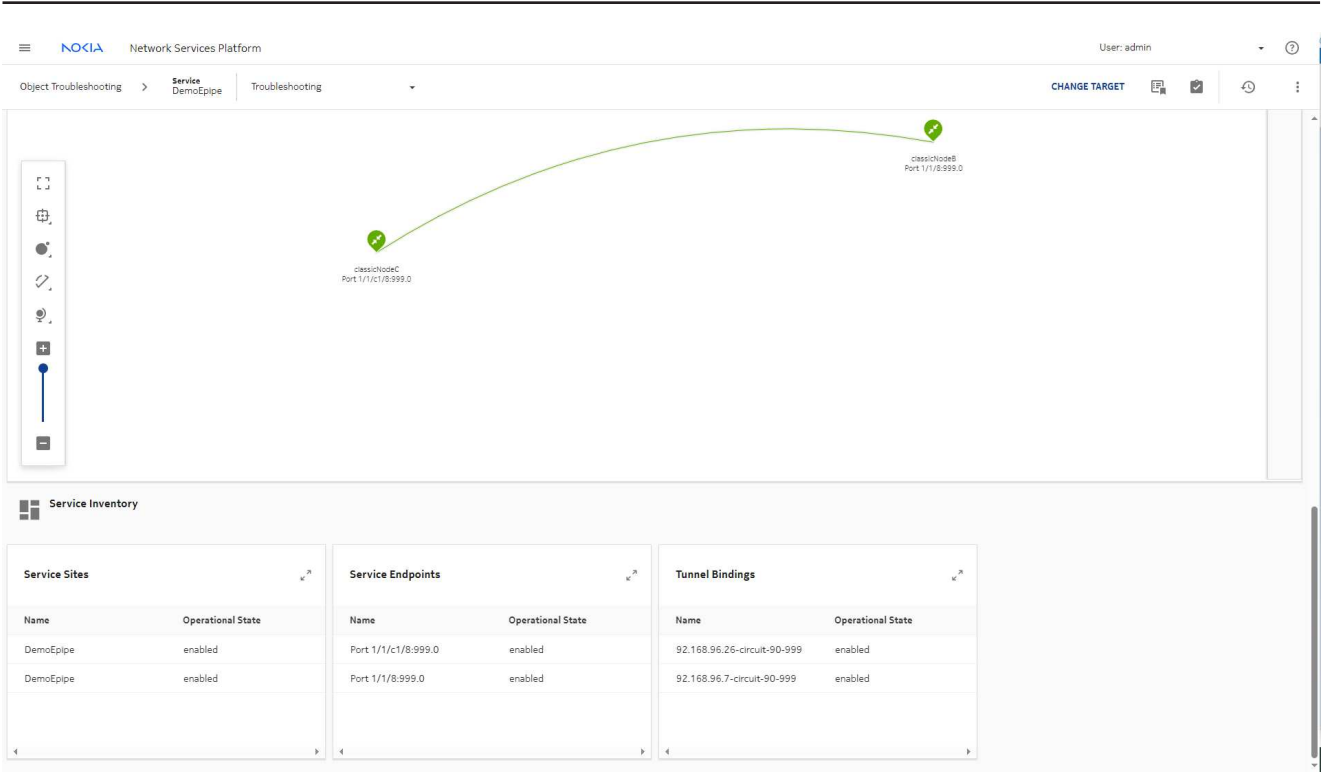 NOKIA Network Services Platform User: admin
Object Troubleshooting > Service DemoEpipe Troubleshooting CHANGE TARGET
classicNodeB
Port 1/1/8:999.0
classicNodeC
Port 1/1/c1/8:999.0
Service Inventory
Service Sites Service Endpoints Tunnel Bindings
Name Operational State Name Operational State Name Operational State
DemoEpipe enabled Port 1/1/c1/8:999.0 enabled 92.168.96.26-circuit-90-999 enabled
DemoEpipe enabled Port 1/1/8:999.0 enabled 92.168.96.7-circuit-90-999 enabled